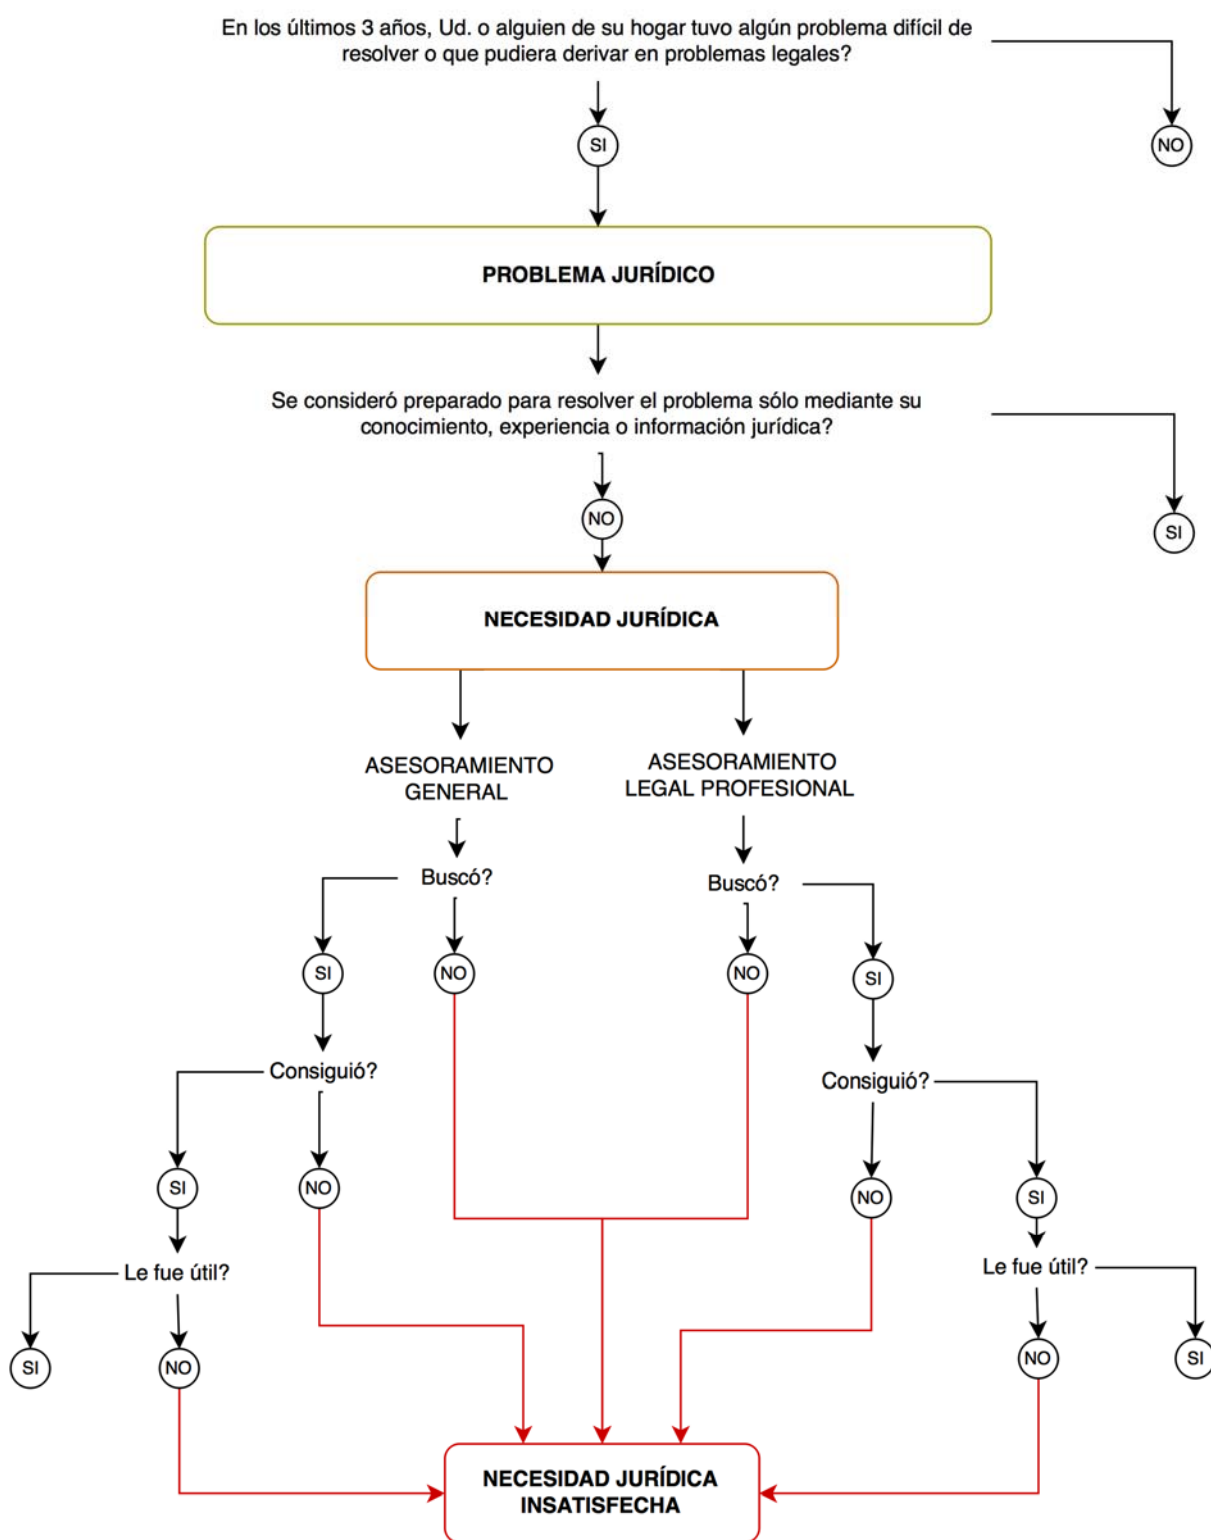 En los últimos 3 años, Ud. o alguien de su hogar tuvo algún problema difícil de
resolver o que pudiera derivar en problemas legales?
SI
NO
PROBLEMA JURÍDICO
Se consideró preparado para resolver el problema sólo mediante su
conocimiento, experiencia o información jurídica?
NO
SI
NECESIDAD JURÍDICA
ASESORAMIENTO
GENERAL
ASESORAMIENTO
LEGAL PROFESIONAL
Buscó?
Buscó?
SI
NO
NO
SI
Consiguió?
Consiguió?
SI
NO
NO
SI
Le fue útil?
Le fue útil?
SI
NO
NO
SI
NECESIDAD JURÍDICA
INSATISFECHA